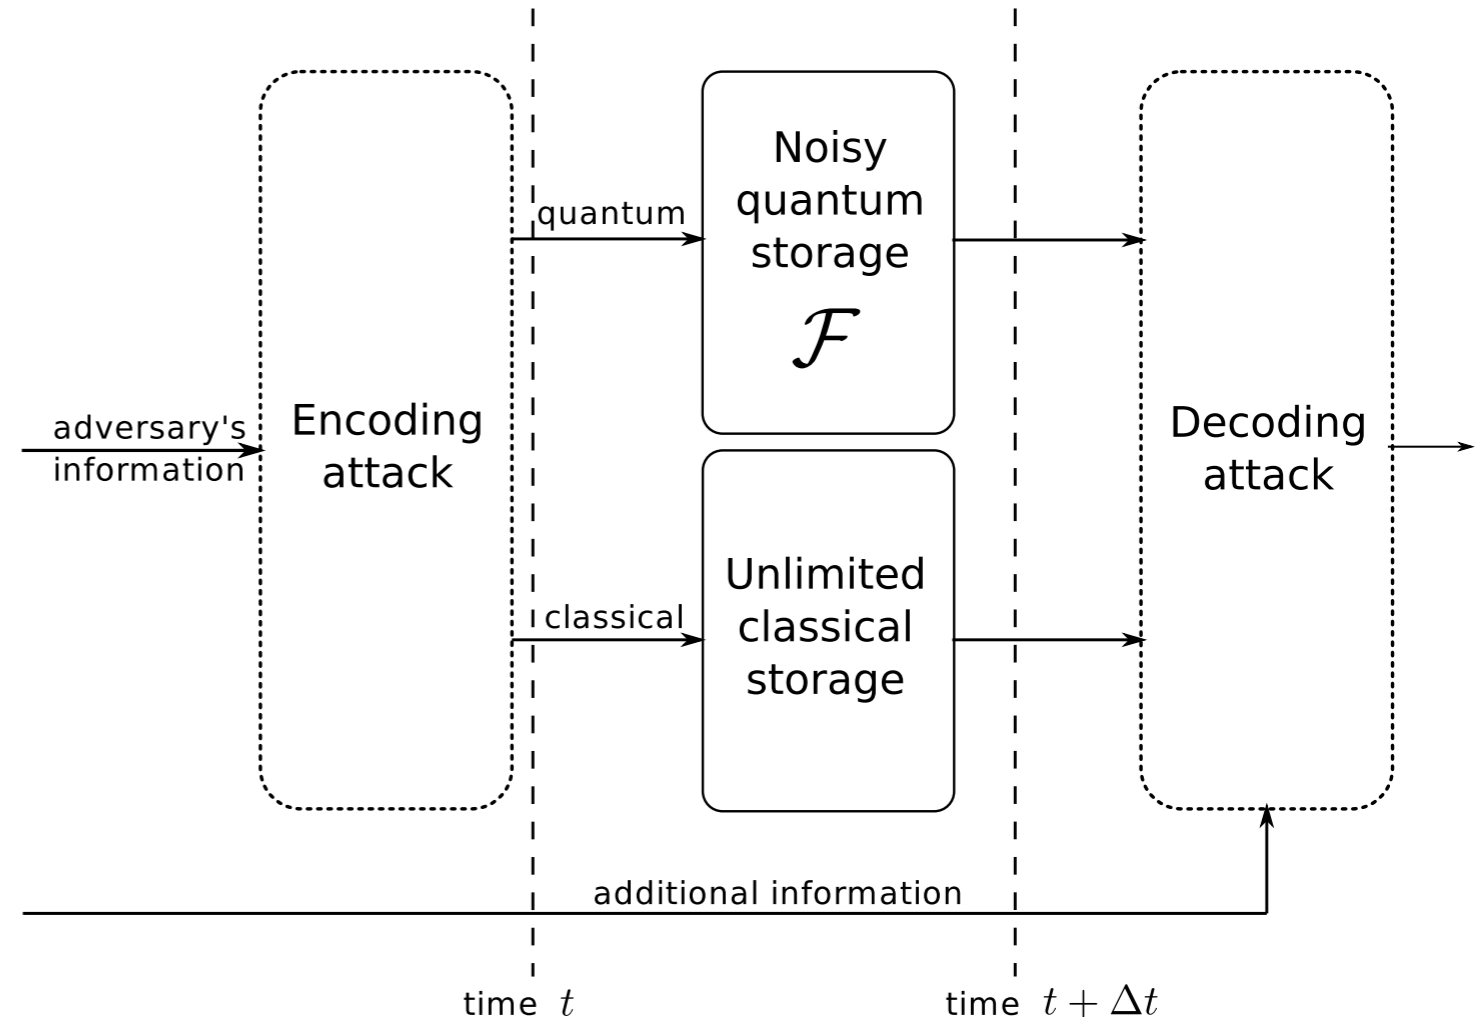 Noisy
quantum
storage
ℱ
quantum
adversary's
information
Encoding
attack
Decoding
attack
Unlimited
classical
storage
classical
additional information
time t
time t + Δt